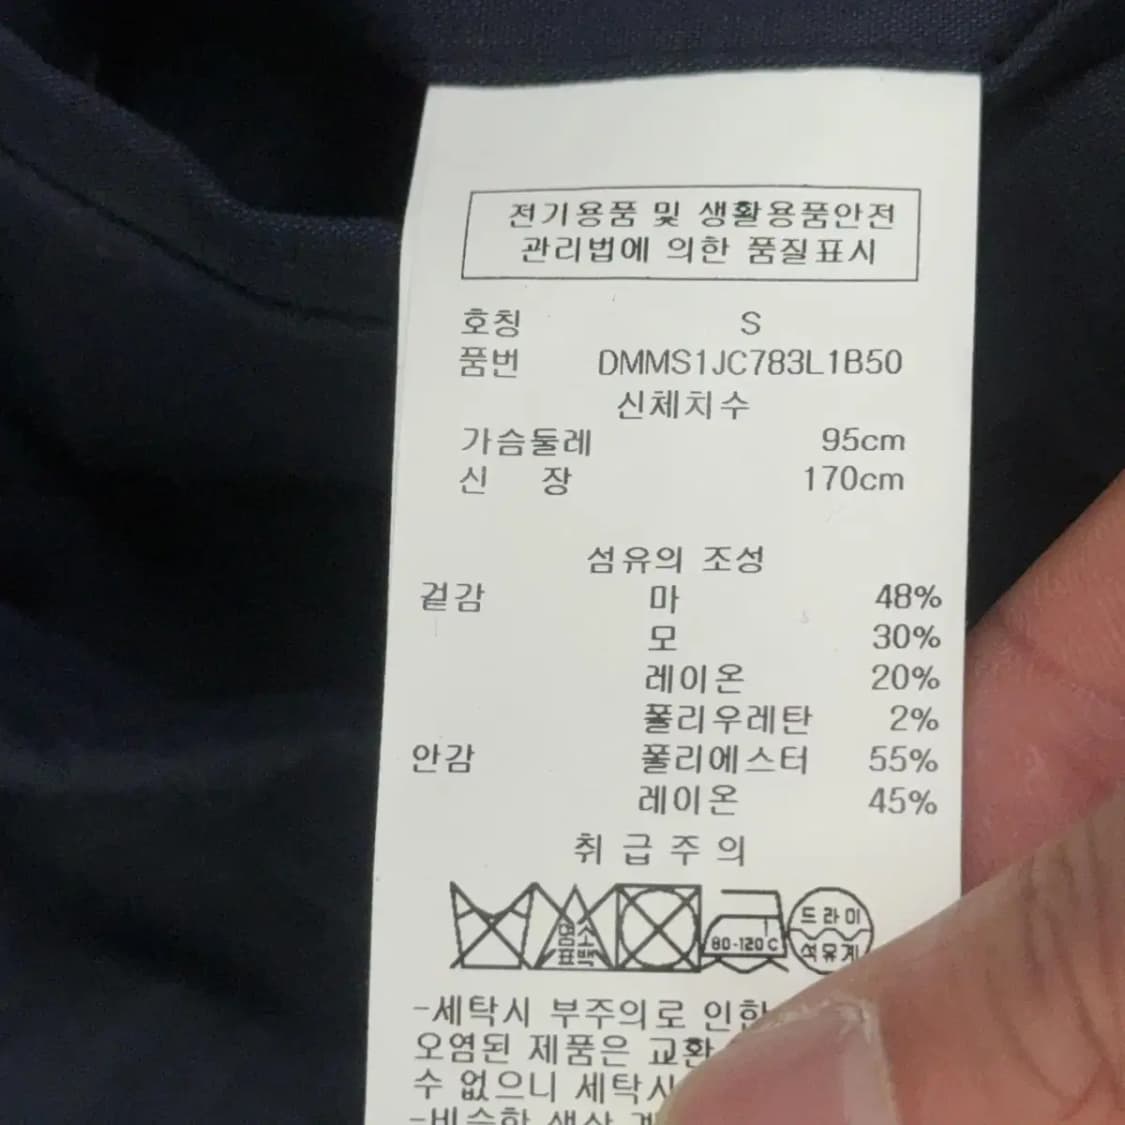 전기용품 및 생활용품안전
관리법에 의한 품질표시
호칭 S
품번 DMMS1JC783L1B50
신체치수
가슴둘레 95cm
신 장 170cm
섬유의 조성
겉감 마 48%
모 30%
레이온 20%
폴리우레탄 2%
안감 폴리에스터 55%
레이온 45%
취급주의
염소
표백
80-120℃
드라이
석유계
-세탁시 부주의로 인한
오염된 제품은 교환
수 없으니 세탁시